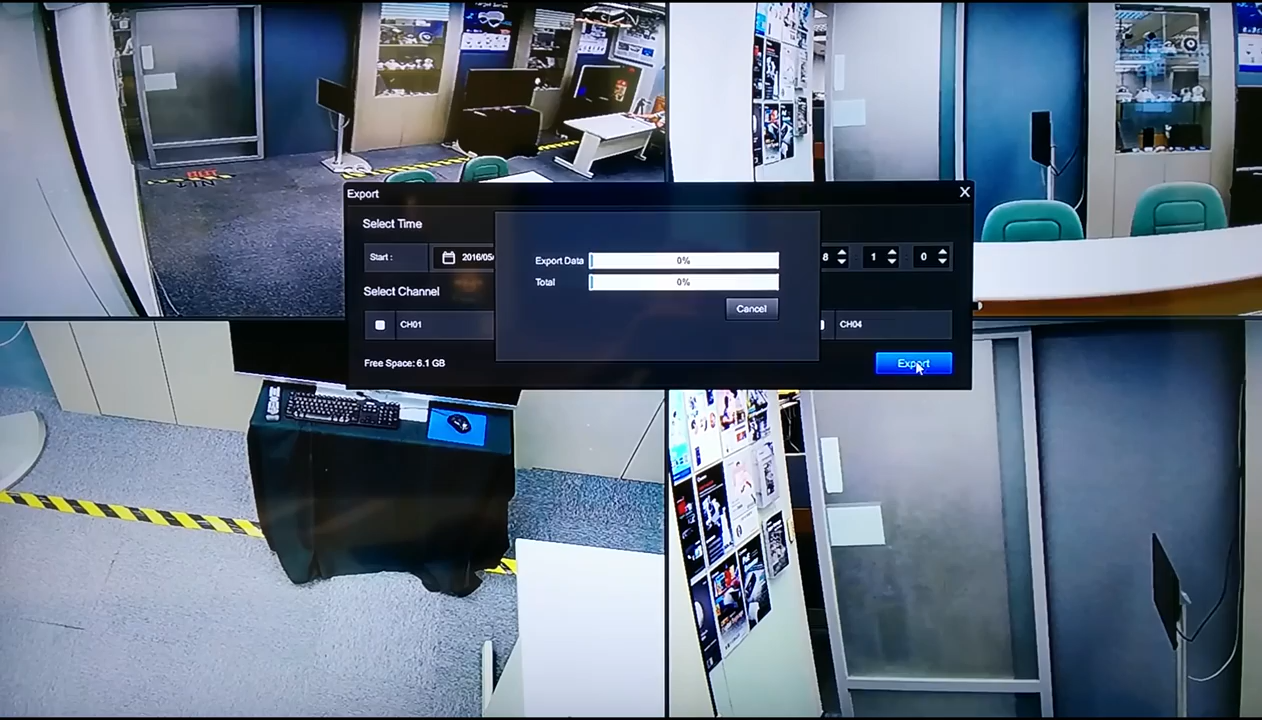 Export
X
Select Time
Start :
2016/05/
8
1
0
Export Data
0%
Total
0%
Cancel
Select Channel
CH01
CH04
Free Space: 6.1 GB
Export